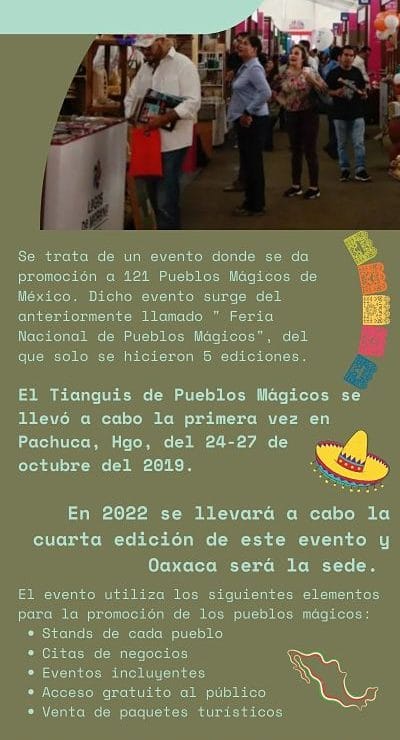 LAGOS
DE MORENO
Se trata de un evento donde se da
promoción a 121 Pueblos Mágicos de
México. Dicho evento surge del
anteriormente llamado " Feria
Nacional de Pueblos Mágicos", del
que solo se hicieron 5 ediciones.
El Tianguis de Pueblos Mágicos se
llevó a cabo la primera vez en
Pachuca, Hgo, del 24-27 de
octubre del 2019.
En 2022 se llevará a cabo la
cuarta edición de este evento y
Oaxaca será la sede.
El evento utiliza los siguientes elementos
para la promoción de los pueblos mágicos:
• Stands de cada pueblo
• Citas de negocios
• Eventos incluyentes
• Acceso gratuito al público
• Venta de paquetes turísticos